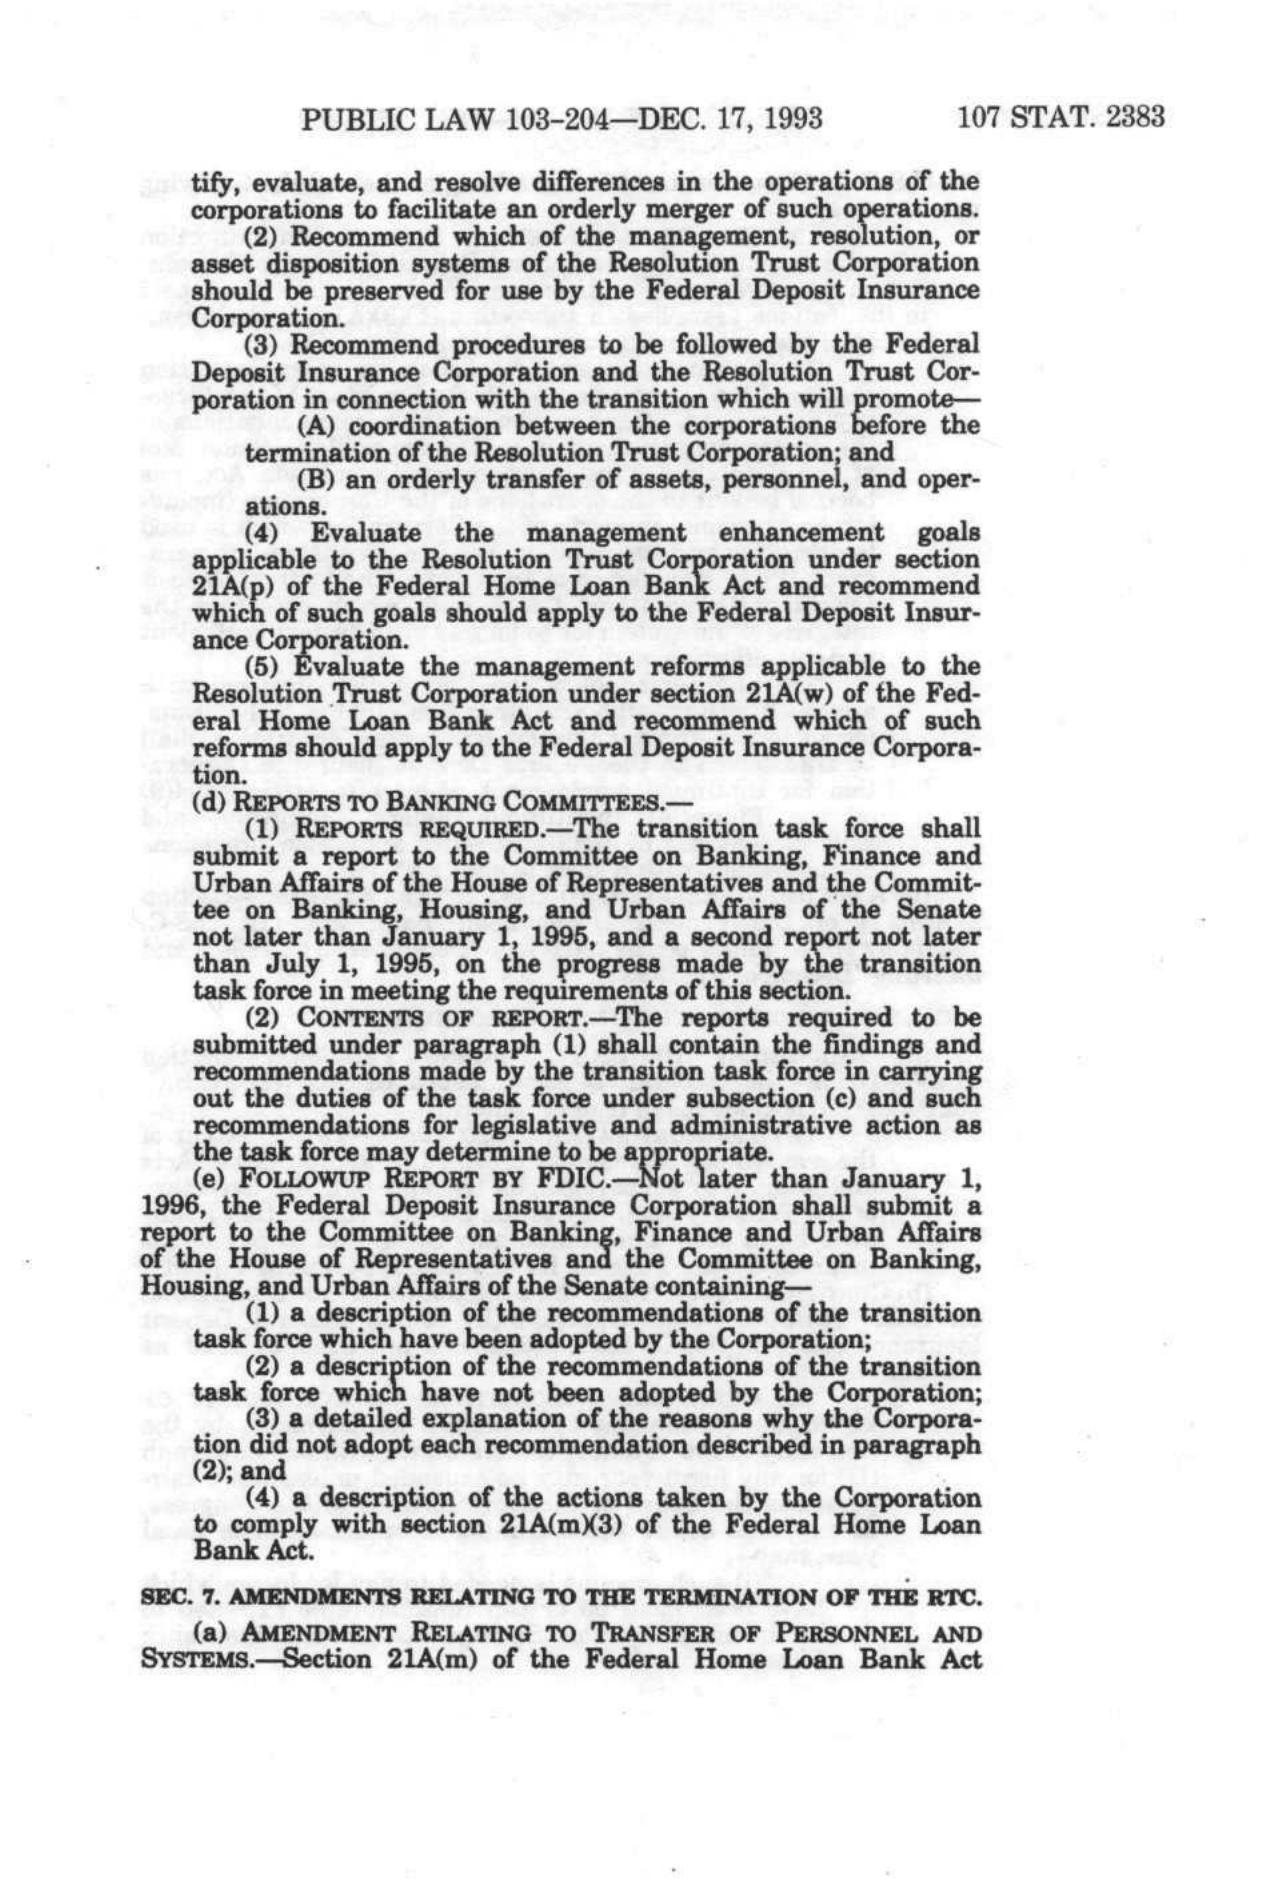 PUBLIC LAW 103–204—DEC. 17, 1993 107 STAT. 2383
tify, evaluate, and resolve differences in the operations of the
corporations to facilitate an orderly merger of such operations.
(2) Recommend which of the management, resolution, or
asset disposition systems of the Resolution Trust Corporation
should be preserved for use by the Federal Deposit Insurance
Corporation.
(3) Recommend procedures to be followed by the Federal
Deposit Insurance Corporation and the Resolution Trust Cor-
poration in connection with the transition which will promote—
(A) coordination between the corporations before the
termination of the Resolution Trust Corporation; and
(B) an orderly transfer of assets, personnel, and oper-
ations.
(4) Evaluate the management enhancement goals
applicable to the Resolution Trust Corporation under section
21A(p) of the Federal Home Loan Bank Act and recommend
which of such goals should apply to the Federal Deposit Insur-
ance Corporation.
(5) Evaluate the management reforms applicable to the
Resolution Trust Corporation under section 21A(w) of the Fed-
eral Home Loan Bank Act and recommend which of such
reforms should apply to the Federal Deposit Insurance Corpora-
tion.
(d) REPORTS TO BANKING COMMITTEES.—
(1) REPORTS REQUIRED.—The transition task force shall
submit a report to the Committee on Banking, Finance and
Urban Affairs of the House of Representatives and the Commit-
tee on Banking, Housing, and Urban Affairs of the Senate
not later than January 1, 1995, and a second report not later
than July 1, 1995, on the progress made by the transition
task force in meeting the requirements of this section.
(2) CONTENTS OF REPORT.—The reports required to be
submitted under paragraph (1) shall contain the findings and
recommendations made by the transition task force in carrying
out the duties of the task force under subsection (c) and such
recommendations for legislative and administrative action as
the task force may determine to be appropriate.
(e) FOLLOWUP REPORT BY FDIC.—Not later than January 1,
1996, the Federal Deposit Insurance Corporation shall submit a
report to the Committee on Banking, Finance and Urban Affairs
of the House of Representatives and the Committee on Banking,
Housing, and Urban Affairs of the Senate containing—
(1) a description of the recommendations of the transition
task force which have been adopted by the Corporation;
(2) a description of the recommendations of the transition
task force which have not been adopted by the Corporation;
(3) a detailed explanation of the reasons why the Corpora-
tion did not adopt each recommendation described in paragraph
(2); and
(4) a description of the actions taken by the Corporation
to comply with section 21A(m)(3) of the Federal Home Loan
Bank Act.
SEC. 7. AMENDMENTS RELATING TO THE TERMINATION OF THE RTC.
(a) AMENDMENT RELATING TO TRANSFER OF PERSONNEL AND
SYSTEMS.—Section 21A(m) of the Federal Home Loan Bank Act